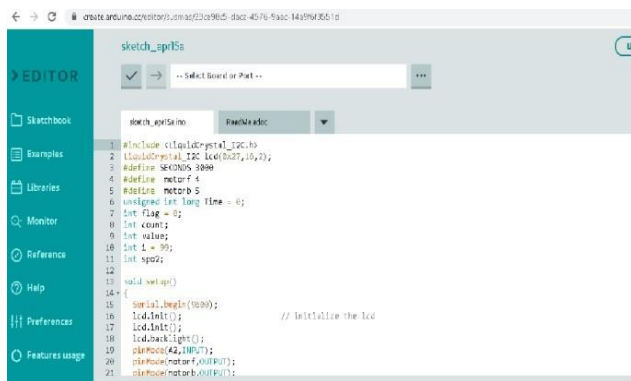 create.arduino.cc/editor/
sketch_apr15a
>EDITOR
-- Select Board or Port --
...
Sketchbook
sketch_apr15a.ino
ReadMe.adoc
Examples
Libraries
Monitor
Reference
Help
Preferences
Features usage
1 #include <LiquidCrystal_I2C.h>
2 LiquidCrystal_I2C lcd(0x27,16,2);
3 #define SECONDS 3000
4 #define motorf 4
5 #define motorb 5
6 unsigned int long Time = 0;
7 int flag = 0;
8 int count;
9 int value;
10 int i = 99;
11 int spo2;
12
13 void setup()
14 {
15 Serial.begin(9600);
16 lcd.init(); // initialize the lcd
17 lcd.init();
18 lcd.backlight();
19 pinMode(A2,INPUT);
20 pinMode(motorf,OUTPUT);
21 pinMode(motorb,OUTPUT);